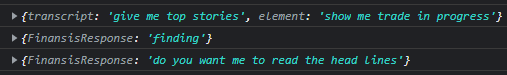 ▶ {transcript: 'give me top stories', element: 'show me trade in progress'}
▶ {FinansisResponse: 'finding'}
▶ {FinansisResponse: 'do you want me to read the head lines'}